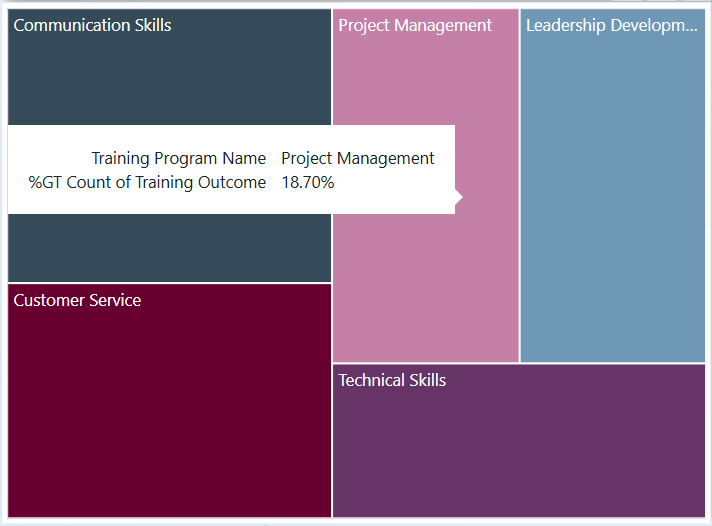 Communication Skills
Project Management
Leadership Developm...
Training Program Name Project Management
%GT Count of Training Outcome 18.70%
Customer Service
Technical Skills